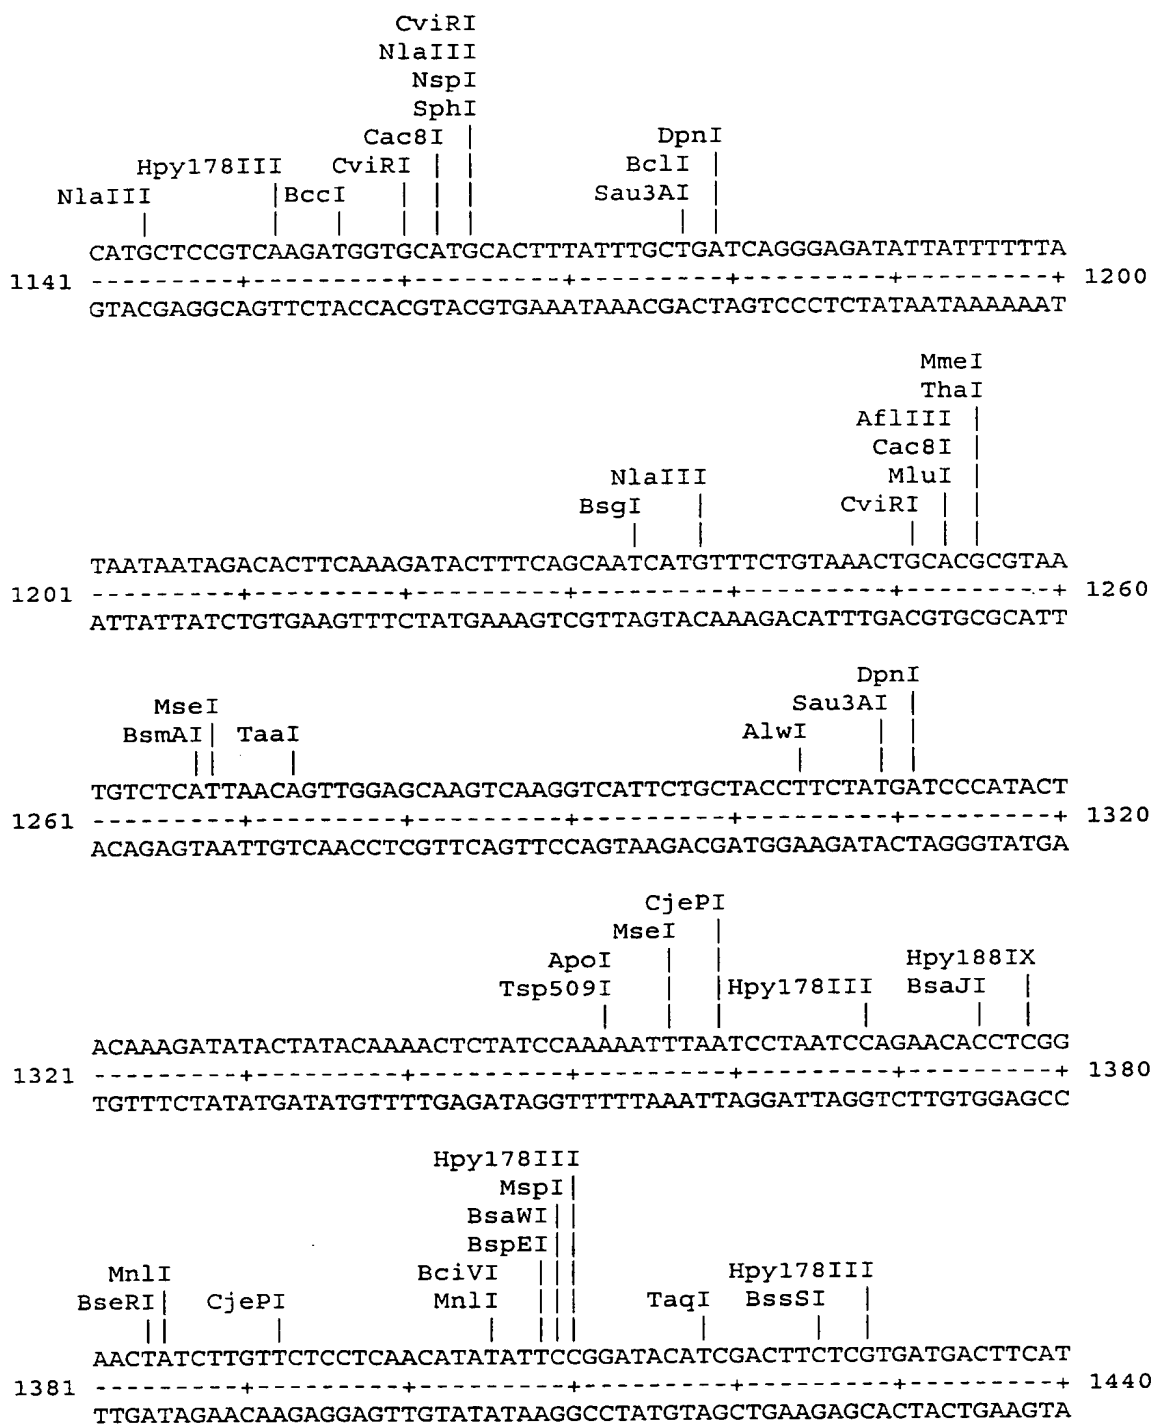 CviRI
NlaIII
NspI
SphI
Cac8I DpnI
Hpy178III CviRI BclI
NlaIII BccI Sau3AI
CATGCTCCGTCAAGATGGTGCATGCACTTTATTTGCTGATCAGGGAGATATTATTTTTTA
1141 ---------+---------+---------+---------+---------+---------+ 1200
GTACGAGGCAGTTCTACCACGTACGTGAAATAAACGACTAGTCCCTCTATAATAAAAAAT
MmeI
ThaI
AflIII
Cac8I
NlaIII MluI
BsgI CviRI
TAATAATAGACACTTCAAAGATACTTTCAGCAATCATGTTTCTGTAAACTGCACGCGTAA
1201 ---------+---------+---------+---------+---------+---------+ 1260
ATTATTATCTGTGAAGTTTCTATGAAAGTCGTTAGTACAAAGACATTTGACGTGCGCATT
DpnI
MseI Sau3AI
BsmAI TaaI AlwI
TGTCTCATTAACAGTTGGAGCAAGTCAAGGTCATTCTGCTACCTTCTATGATCCCATACT
1261 ---------+---------+---------+---------+---------+---------+ 1320
ACAGAGTAATTGTCAACCTCGTTCAGTTCCAGTAAGACGATGGAAGATACTAGGGTATGA
CjePI
MseI
ApoI Hpy188IX
Tsp509I Hpy178III BsaJI
ACAAAGATATACTATACAAAACTCTATCCAAAAATTTAATCCTAATCCAGAACACCTCGG
1321 ---------+---------+---------+---------+---------+---------+ 1380
TGTTTCTATATGATATGTTTTGAGATAGGTTTTTAAATTAGGATTAGGTCTTGTGGAGCC
Hpy178III
MspI
BsaWI
BspEI
MnlI BciVI Hpy178III
BseRI CjePI MnlI TaqI BssSI
AACTATCTTGTTCTCCTCAACATATATTCCGGATACATCGACTTCTCGTGATGACTTCAT
1381 ---------+---------+---------+---------+---------+---------+ 1440
TTGATAGAACAAGAGGAGTTGTATATAAGGCCTATGTAGCTGAAGAGCACTACTGAAGTA